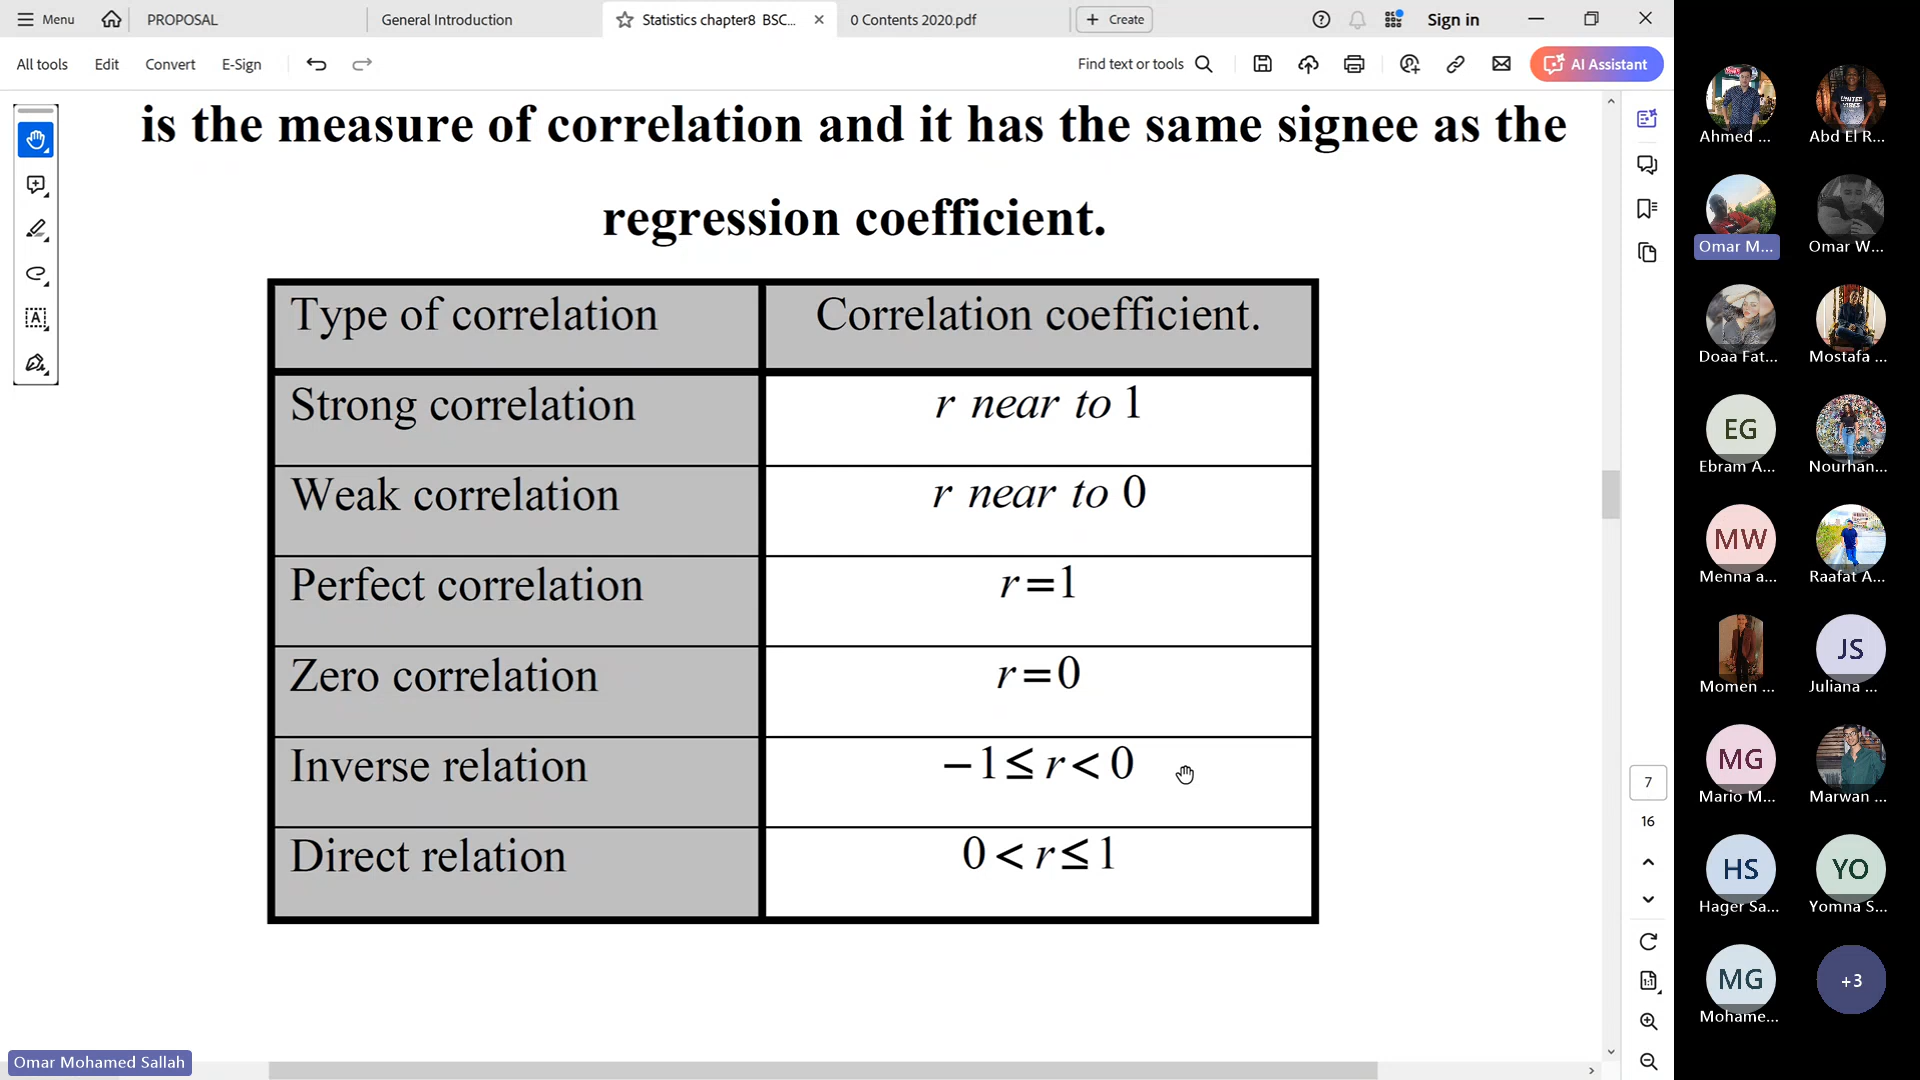 Menu
PROPOSAL
General Introduction
Statistics chapter8 BSC...
0 Contents 2020.pdf
Create
Sign in
All tools
Edit
Convert
E-Sign
Find text or tools
AI Assistant
is the measure of correlation and it has the same signee as the
regression coefficient.
Type of correlation
Correlation coefficient.
Strong correlation
r near to 1
Weak correlation
r near to 0
Perfect correlation
r=1
Zero correlation
r=0
Inverse relation
−1≤ r< 0
Direct relation
0 < r≤ 1
7
16
Omar Mohamed Sallah
Ahmed ...
Abd El R...
Omar M...
Omar W...
Doaa Fat...
Mostafa ...
EG
Ebram A...
Nourhan...
MW
Menna a...
Raafat A...
Momen ...
JS
Juliana ...
MG
Mario M...
Marwan ...
HS
Hager Sa...
YO
Yomna S...
MG
Mohame...
+3